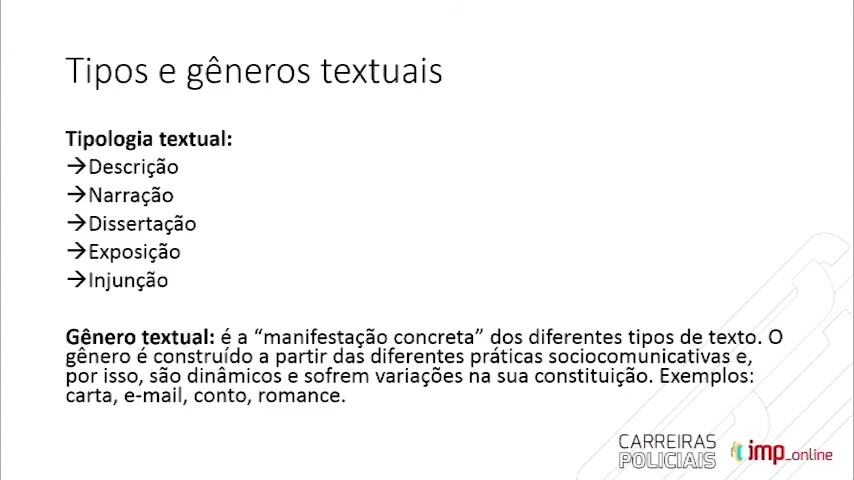 Tipos e gêneros textuais
Tipologia textual:
→Descrição
→Narração
→Dissertação
→Exposição
→Injunção
Gênero textual: é a “manifestação concreta” dos diferentes tipos de texto. O
gênero é construído a partir das diferentes práticas sociocomunicativas e,
por isso, são dinâmicos e sofrem variações na sua constituição. Exemplos:
carta, e-mail, conto, romance.
CARREIRAS
POLICIAIS
imp_online